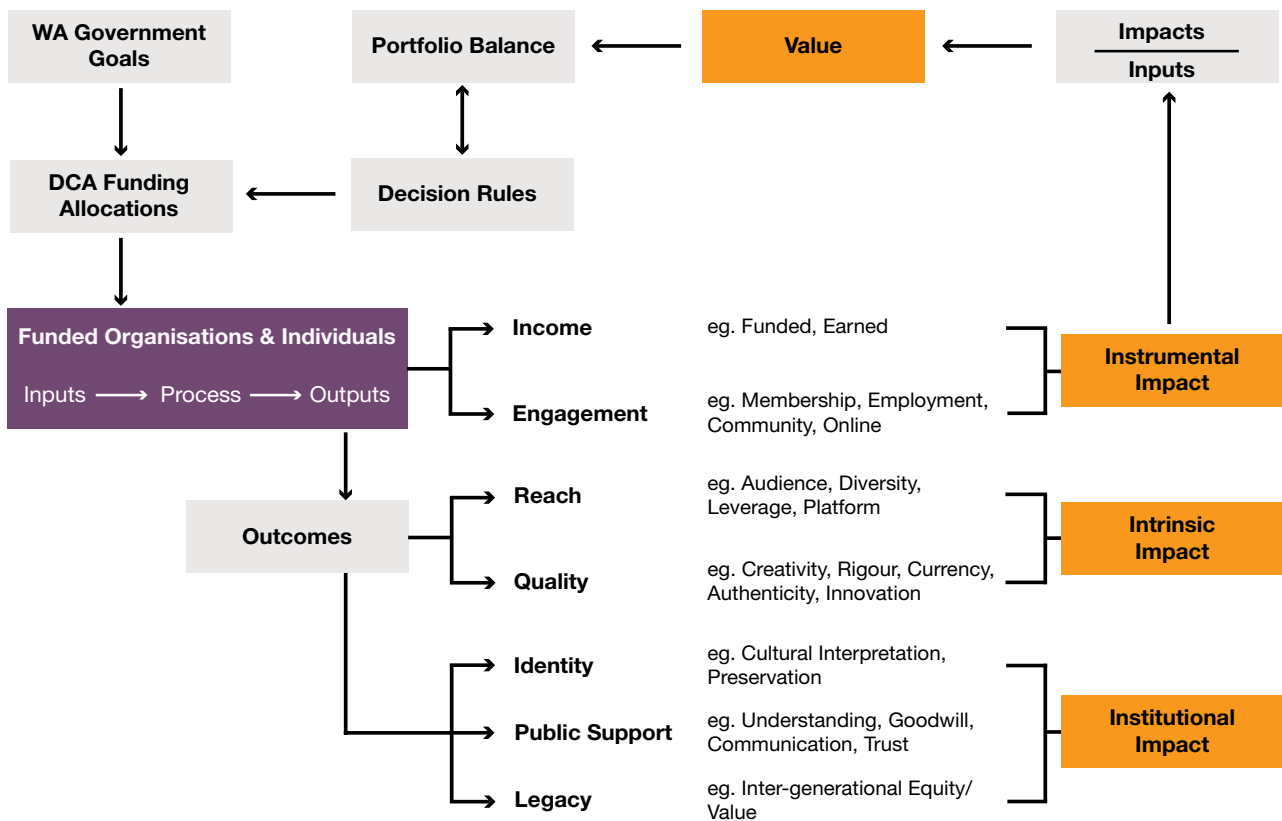 WA Government
Goals
Portfolio Balance
Value
Impacts
Inputs
DCA Funding
Allocations
Decision Rules
Funded Organisations & Individuals
Inputs
Process
Outputs
Income
eg. Funded, Earned
Engagement
eg. Membership, Employment,
Community, Online
Instrumental
Impact
Outcomes
Reach
eg. Audience, Diversity,
Leverage, Platform
Quality
eg. Creativity, Rigour, Currency,
Authenticity, Innovation
Intrinsic
Impact
Identity
eg. Cultural Interpretation,
Preservation
Public Support
eg. Understanding, Goodwill,
Communication, Trust
Legacy
eg. Inter-generational Equity/
Value
Institutional
Impact